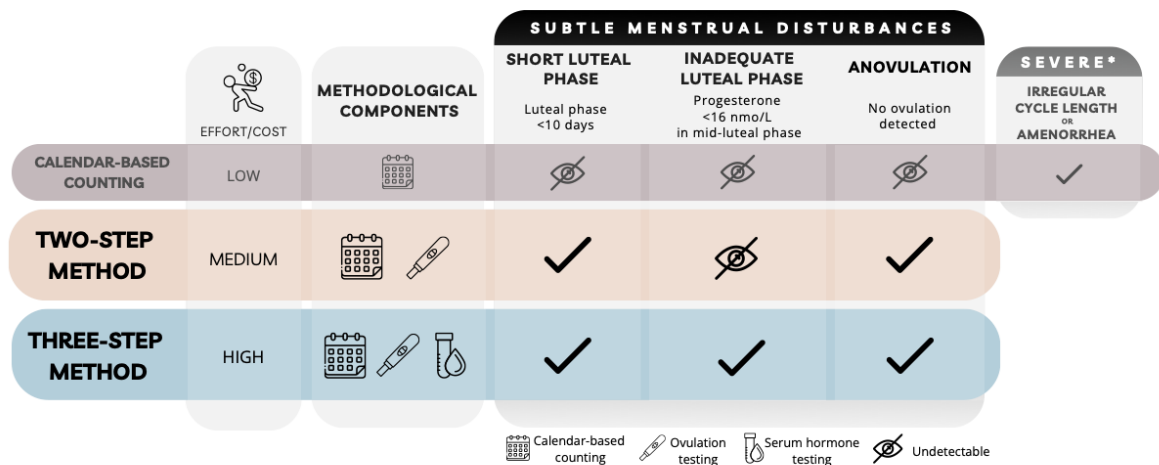 SUBTLE MENSTRUAL DISTURBANCES
EFFORT/COST
METHODOLOGICAL
COMPONENTS
SHORT LUTEAL
PHASE
Luteal phase
<10 days
INADEQUATE
LUTEAL PHASE
Progesterone
<16 nmo/L
in mid-luteal phase
ANOVULATION
No ovulation
detected
SEVERE*
IRREGULAR
CYCLE LENGTH
OR
AMENORRHEA
CALENDAR-BASED
COUNTING
LOW
TWO-STEP
METHOD
MEDIUM
THREE-STEP
METHOD
HIGH
Calendar-based
counting
Ovulation
testing
Serum hormone
testing
Undetectable